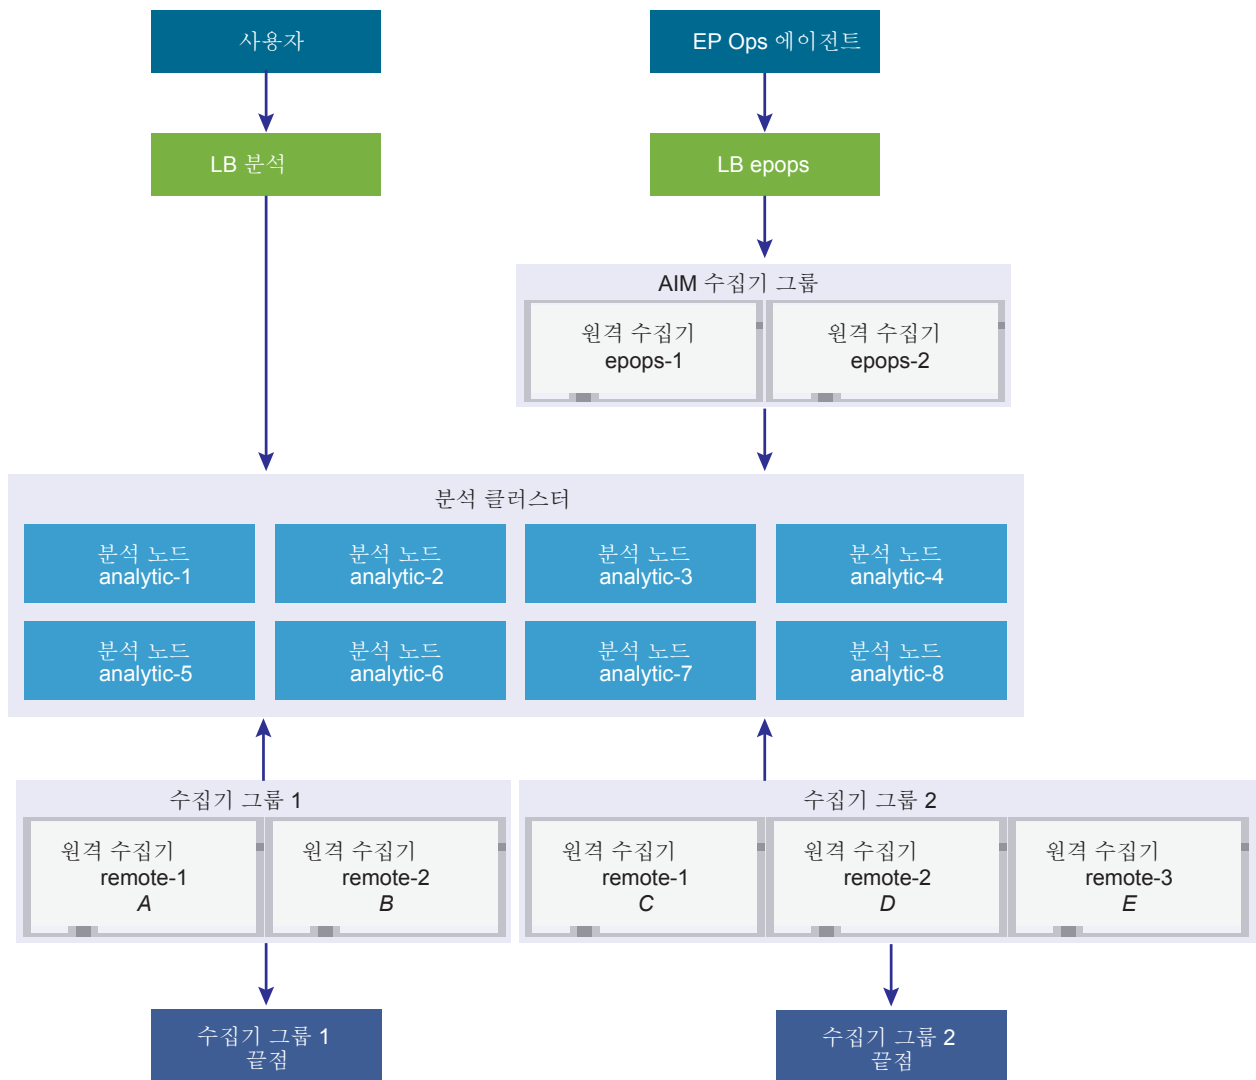 사용자
EP Ops 에이전트
LB 분석
LB epops
AIM 수집기 그룹
원격 수집기
epops-1
원격 수집기
epops-2
분석 클러스터
분석 노드
analytic-1
분석 노드
analytic-2
분석 노드
analytic-3
분석 노드
analytic-4
분석 노드
analytic-5
분석 노드
analytic-6
분석 노드
analytic-7
분석 노드
analytic-8
수집기 그룹 1
원격 수집기
remote-1
A
원격 수집기
remote-2
B
수집기 그룹 2
원격 수집기
remote-1
C
원격 수집기
remote-2
D
원격 수집기
remote-3
E
수집기 그룹 1
끝점
수집기 그룹 2
끝점